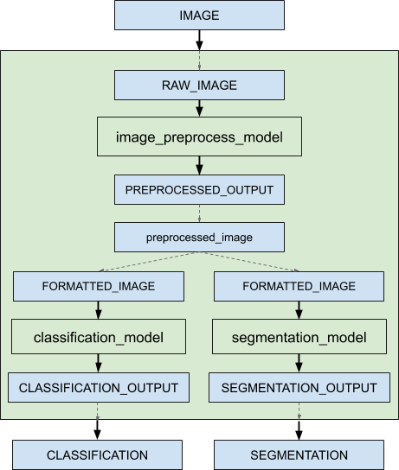 IMAGE
RAW_IMAGE
image_preprocess_model
PREPROCESSED_OUTPUT
preprocessed_image
FORMATTED_IMAGE
FORMATTED_IMAGE
classification_model
segmentation_model
CLASSIFICATION_OUTPUT
SEGMENTATION_OUTPUT
CLASSIFICATION
SEGMENTATION